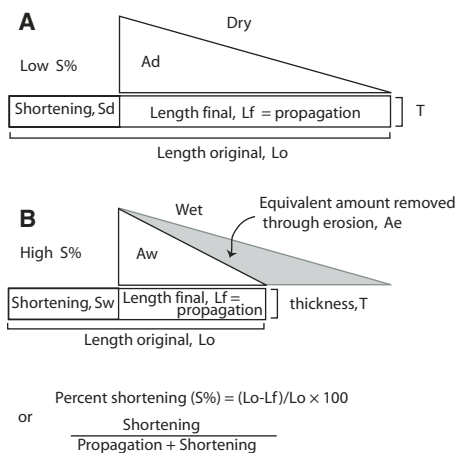 A
Dry
Ad
Low S%
Shortening, Sd
Length final, Lf = propagation
T
Length original, Lo
B
Wet
Equivalent amount removed
through erosion, Ae
High S%
Aw
Shortening, Sw
Length final, Lf =
propagation
thickness, T
Length original, Lo
Percent shortening (S%) = (Lo-Lf)/Lo × 100
or
Shortening
Propagation + Shortening